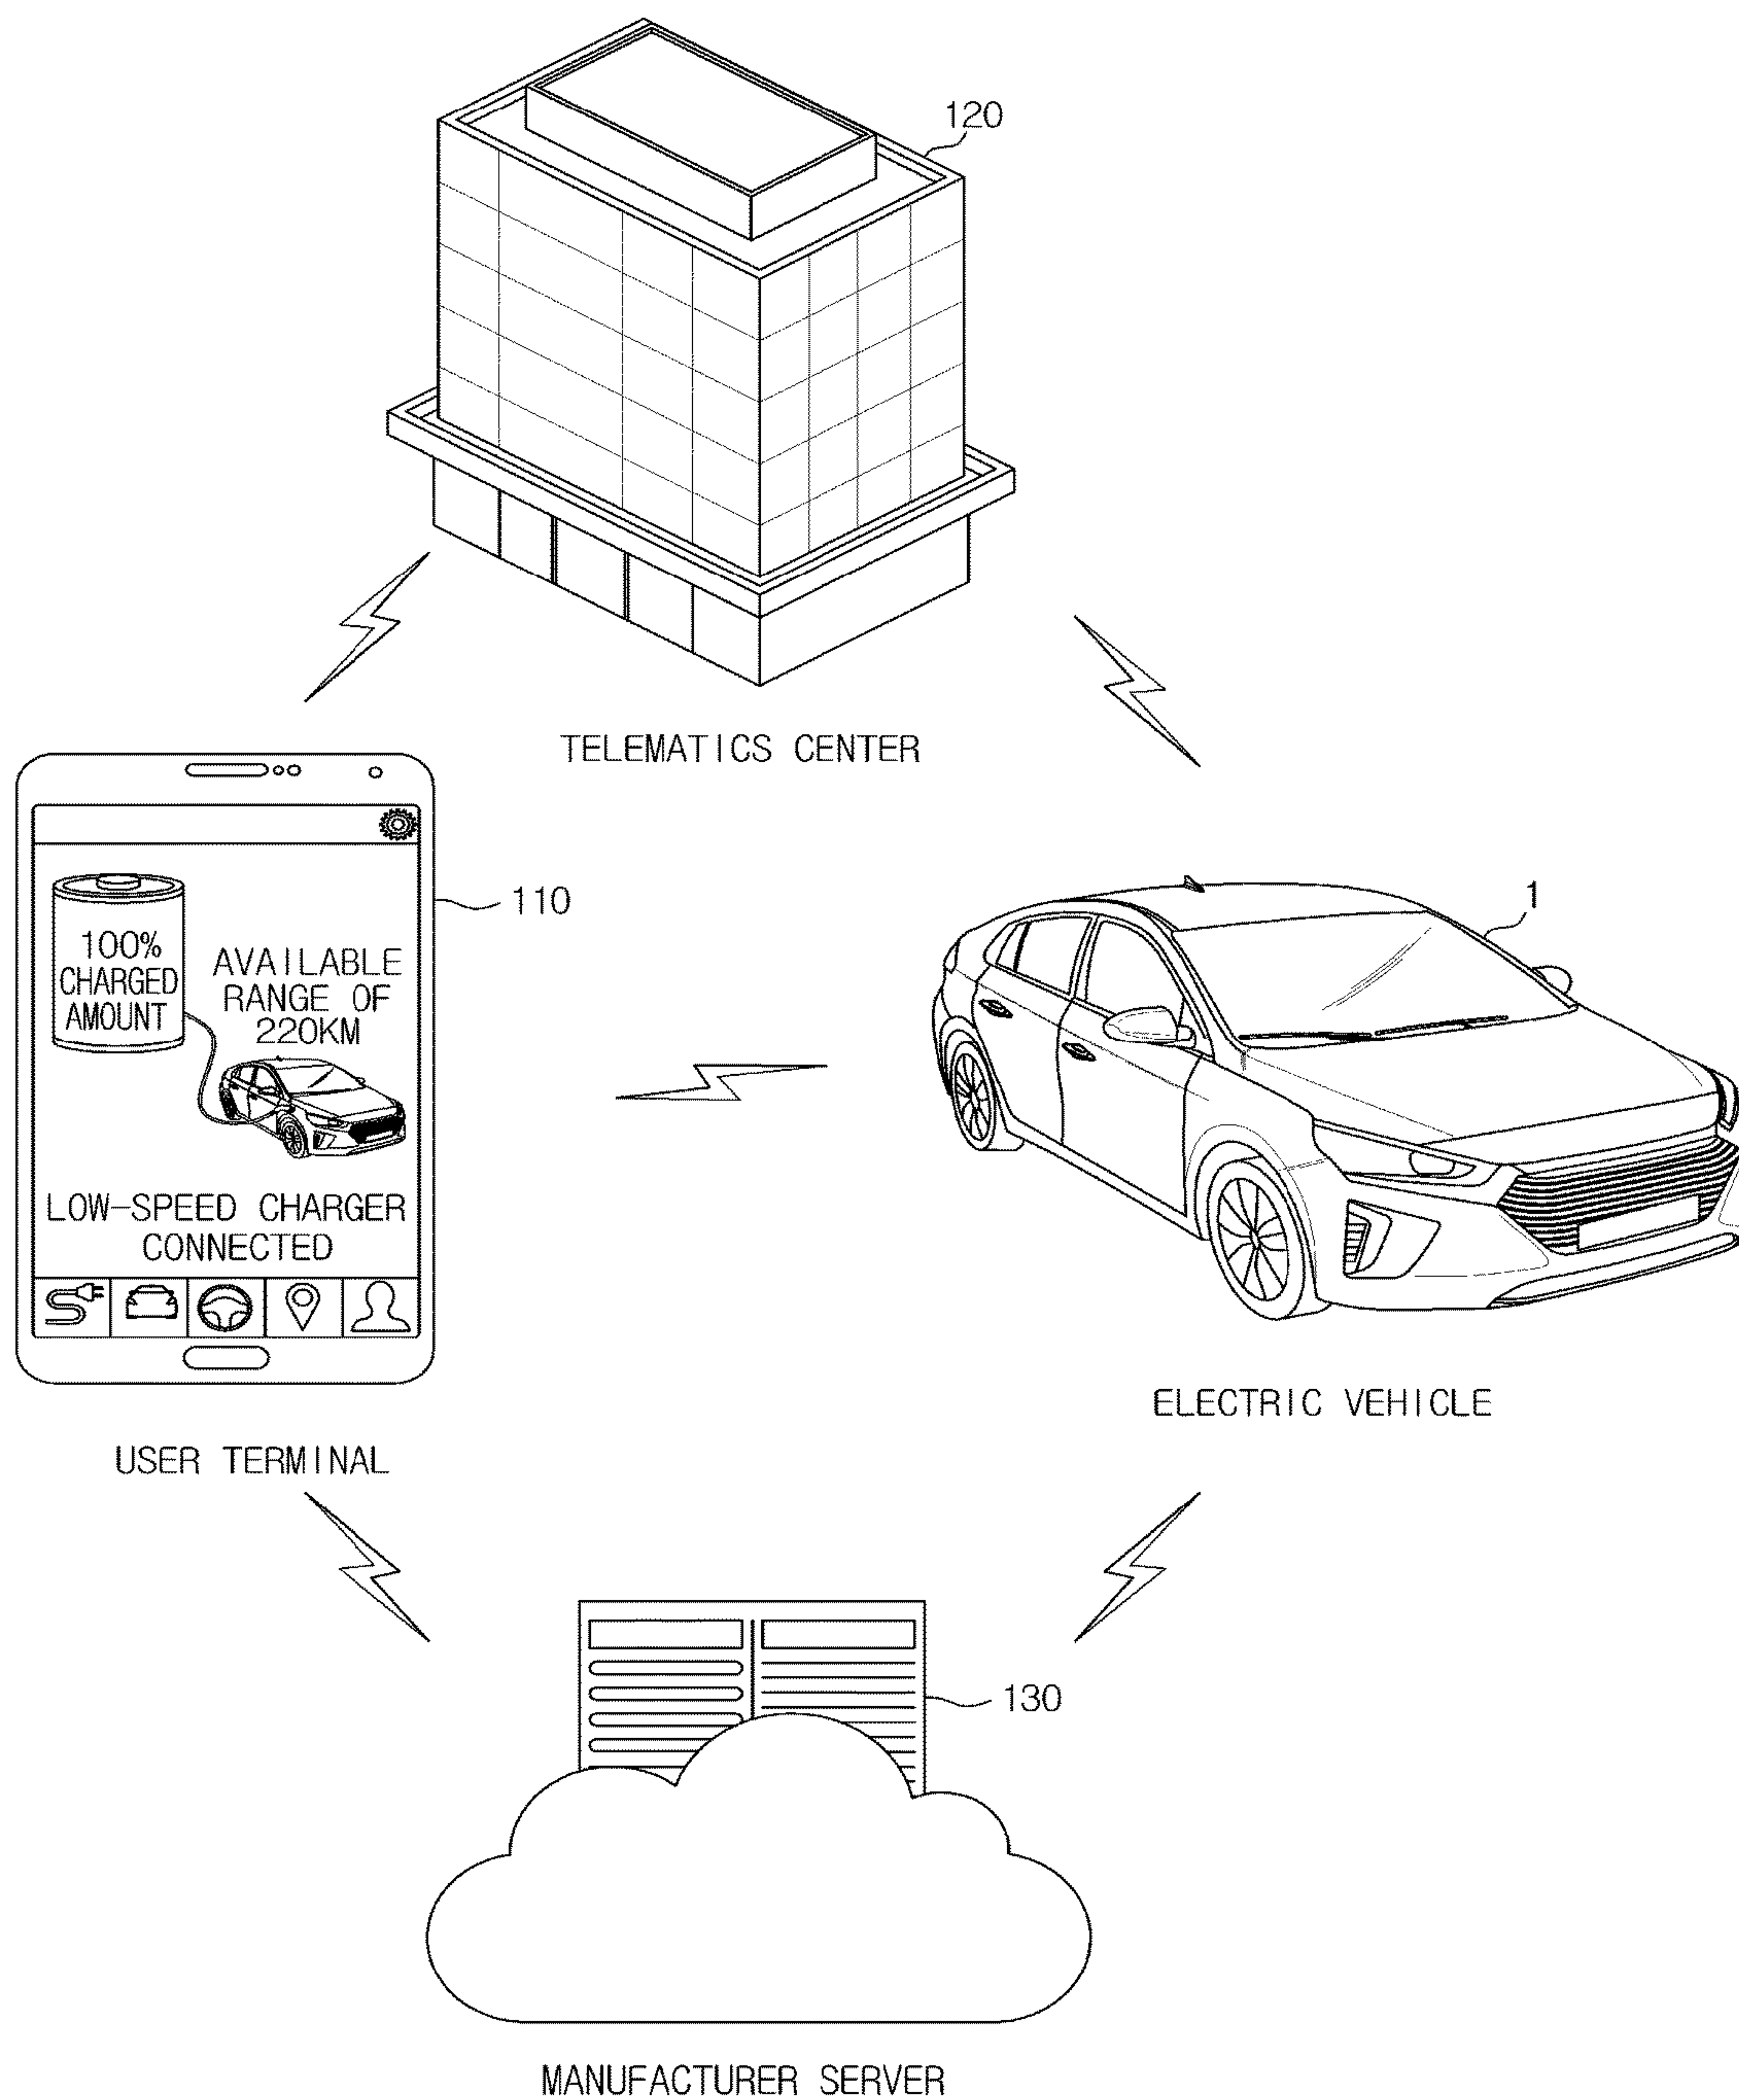 120
TELEMATICS CENTER
110
100%
CHARGED
AMOUNT
AVAILABLE
RANGE OF
220KM
LOW-SPEED CHARGER
CONNECTED
USER TERMINAL
1
ELECTRIC VEHICLE
130
MANUFACTURER SERVER